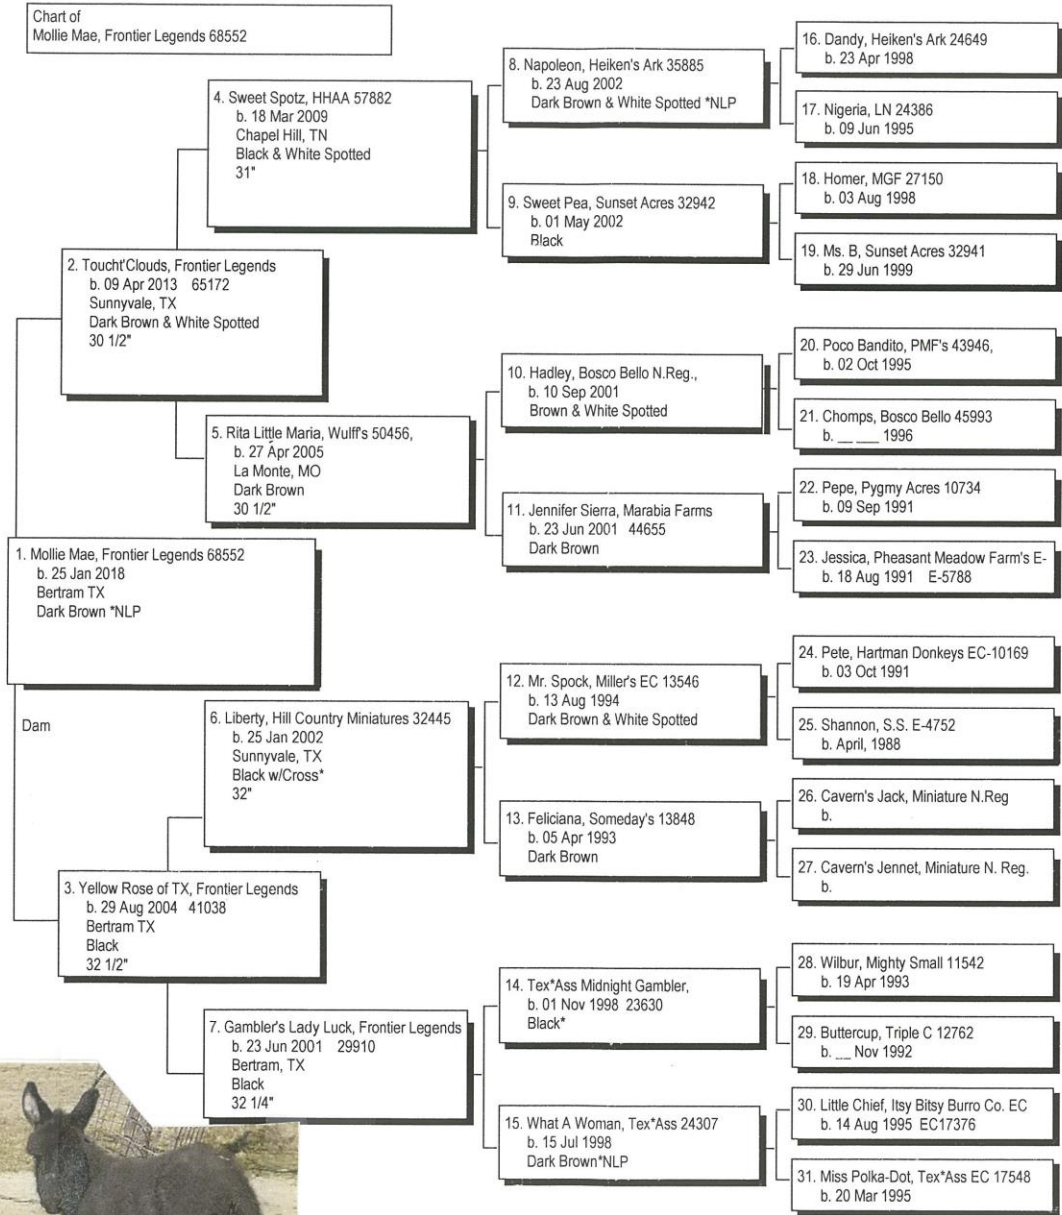 Chart of
Mollie Mae, Frontier Legends 68552
1. Mollie Mae, Frontier Legends 68552
b. 25 Jan 2018
Bertram TX
Dark Brown *NLP
Dam
2. Toucht'Clouds, Frontier Legends
b. 09 Apr 2013 65172
Sunnyvale, TX
Dark Brown & White Spotted
30 1/2"
3. Yellow Rose of TX, Frontier Legends
b. 29 Aug 2004 41038
Bertram TX
Black
32 1/2"
4. Sweet Spotz, HHAA 57882
b. 18 Mar 2009
Chapel Hill, TN
Black & White Spotted
31"
5. Rita Little Maria, Wulff's 50456,
b. 27 Apr 2005
La Monte, MO
Dark Brown
30 1/2"
6. Liberty, Hill Country Miniatures 32445
b. 25 Jan 2002
Sunnyvale, TX
Black w/Cross*
32"
7. Gambler's Lady Luck, Frontier Legends
b. 23 Jun 2001 29910
Bertram, TX
Black
32 1/4"
8. Napoleon, Heiken's Ark 35885
b. 23 Aug 2002
Dark Brown & White Spotted *NLP
9. Sweet Pea, Sunset Acres 32942
b. 01 May 2002
Black
10. Hadley, Bosco Bello N.Reg.,
b. 10 Sep 2001
Brown & White Spotted
11. Jennifer Sierra, Marabia Farms
b. 23 Jun 2001 44655
Dark Brown
12. Mr. Spock, Miller's EC 13546
b. 13 Aug 1994
Dark Brown & White Spotted
13. Feliciana, Someday's 13848
b. 05 Apr 1993
Dark Brown
14. Tex*Ass Midnight Gambler,
b. 01 Nov 1998 23630
Black*
15. What A Woman, Tex*Ass 24307
b. 15 Jul 1998
Dark Brown*NLP
16. Dandy, Heiken's Ark 24649
b. 23 Apr 1998
17. Nigeria, LN 24386
b. 09 Jun 1995
18. Homer, MGF 27150
b. 03 Aug 1998
19. Ms. B, Sunset Acres 32941
b. 29 Jun 1999
20. Poco Bandito, PMF's 43946,
b. 02 Oct 1995
21. Chomps, Bosco Bello 45993
b. __ ___ 1996
22. Pepe, Pygmy Acres 10734
b. 09 Sep 1991
23. Jessica, Pheasant Meadow Farm's E-
b. 18 Aug 1991 E-5788
24. Pete, Hartman Donkeys EC-10169
b. 03 Oct 1991
25. Shannon, S.S. E-4752
b. April, 1988
26. Cavern's Jack, Miniature N.Reg
b.
27. Cavern's Jennet, Miniature N. Reg.
b.
28. Wilbur, Mighty Small 11542
b. 19 Apr 1993
29. Buttercup, Triple C 12762
b. __ Nov 1992
30. Little Chief, Itsy Bitsy Burro Co. EC
b. 14 Aug 1995 EC17376
31. Miss Polka-Dot, Tex*Ass EC 17548
b. 20 Mar 1995